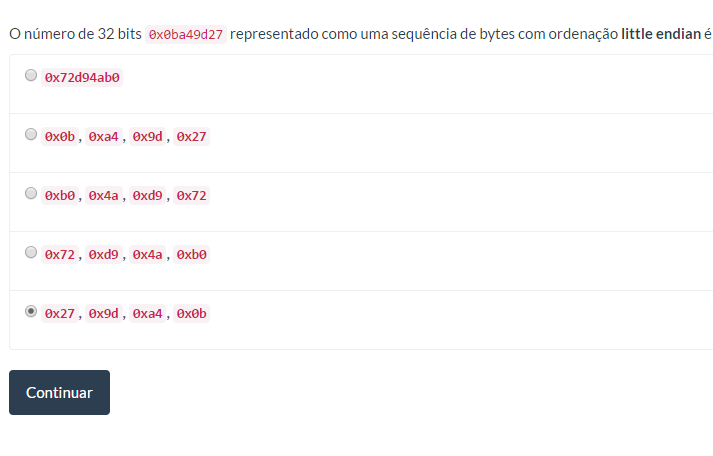 O número de 32 bits 0x0ba49d27 representado como uma sequência de bytes com ordenação little endian é
0x72d94ab0
0x0b, 0xa4, 0x9d, 0x27
0xb0, 0x4a, 0xd9, 0x72
0x72, 0xd9, 0x4a, 0xb0
0x27, 0x9d, 0xa4, 0x0b
Continuar